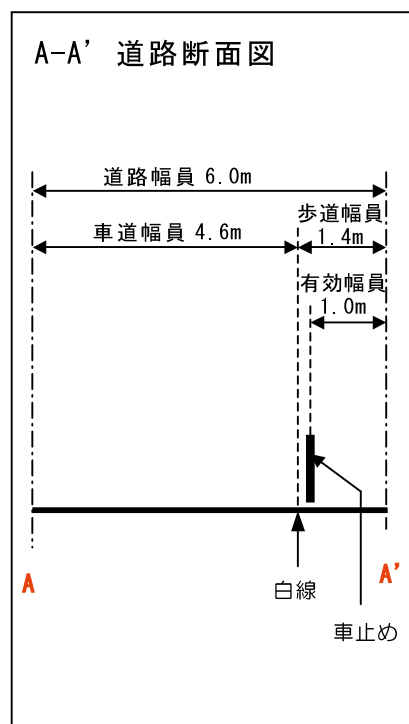 A-A’ 道路断面図
道路幅員 6.0m
歩道幅員
車道幅員 4.6m
1.4m
有効幅員
1.0m
A
A'
白線
車止め